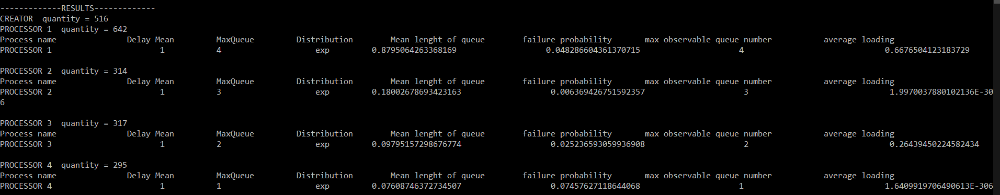 -------------RESULTS-------------
CREATOR  quantity = 516
PROCESSOR 1  quantity = 642
Process name               Delay Mean         MaxQueue         Distribution        Mean lenght of queue        failure probability       max observable queue number           average loading
PROCESSOR 1                       1           4                    exp         0.8795064263368169                   0.048286604361370715                     4                              0.6676504123183729

PROCESSOR 2  quantity = 314
Process name               Delay Mean         MaxQueue         Distribution        Mean lenght of queue        failure probability       max observable queue number           average loading
PROCESSOR 2                       1           3                    exp         0.18002678693423163                   0.006369426751592357                     3                              1.9970037880102136E-30
6

PROCESSOR 3  quantity = 317
Process name               Delay Mean         MaxQueue         Distribution        Mean lenght of queue        failure probability       max observable queue number           average loading
PROCESSOR 3                       1           2                    exp         0.09795157298676774                   0.025236593059936908                     2                              0.26439450224582434

PROCESSOR 4  quantity = 295
Process name               Delay Mean         MaxQueue         Distribution        Mean lenght of queue        failure probability       max observable queue number           average loading
PROCESSOR 4                       1           1                    exp         0.07608746372734507                   0.07457627118644068                     1                              1.6409919706490613E-306